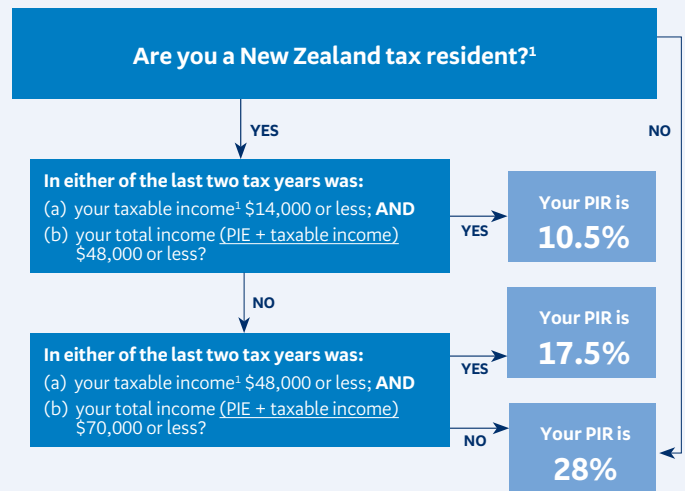 Are you a New Zealand tax resident?¹
YES
NO
In either of the last two tax years was:
(a) your taxable income¹ $14,000 or less; AND
(b) your total income (PIE + taxable income)
$48,000 or less?
YES
Your PIR is
10.5%
NO
In either of the last two tax years was:
(a) your taxable income¹ $48,000 or less; AND
(b) your total income (PIE + taxable income)
$70,000 or less?
YES
Your PIR is
17.5%
NO
Your PIR is
28%